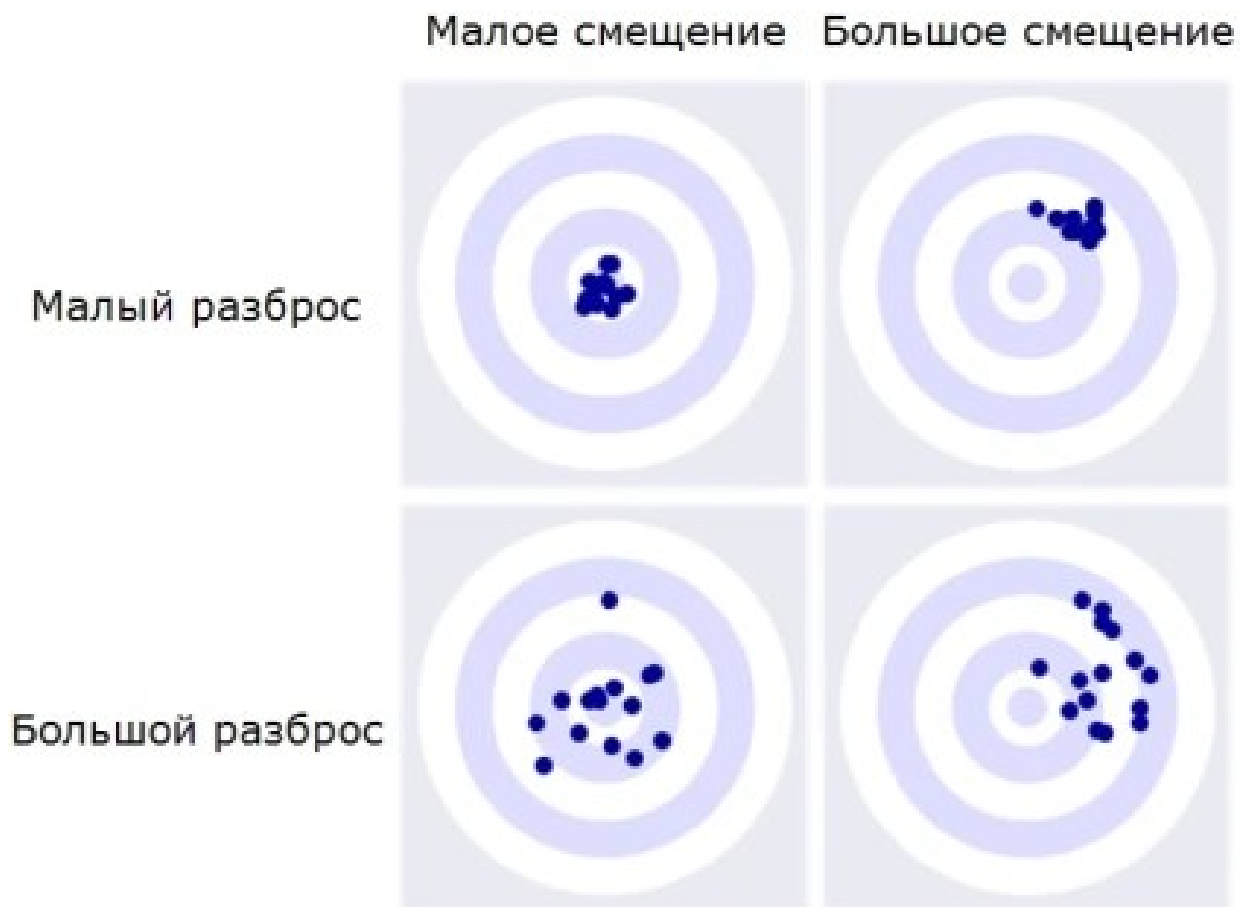 Малое смещение Большое смещение
Малый разброс
Большой разброс